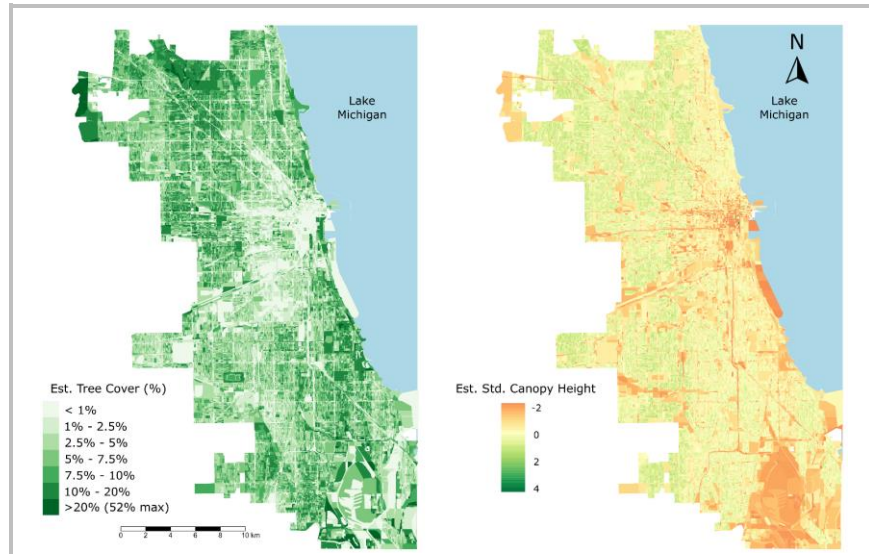 Lake
Michigan
Est. Tree Cover (%)
< 1%
1% - 2.5%
2.5% - 5%
5% - 7.5%
7.5% - 10%
10% - 20%
>20% (52% max)
0 2 4 6 8 10 km
N
Lake
Michigan
Est. Std. Canopy Height
-2
0
2
4